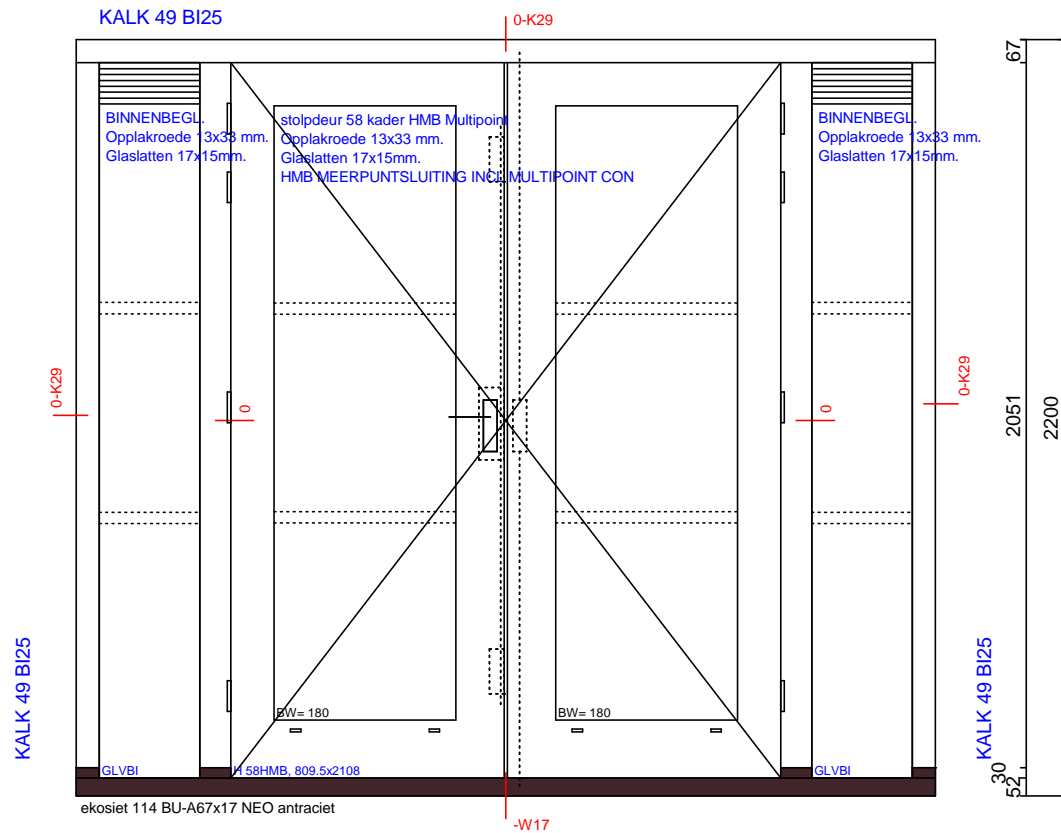 KALK 49 BI25
0-K29
67
BINNENBEGL.
Opplakroede 13x33 mm.
Glaslatten 17x15mm.
stolpdeur 58 kader HMB Multipoint
Opplakroede 13x33 mm.
Glaslatten 17x15mm.
HMB MEERPUNTSLUITING INCL MULTIPOINT CON
BINNENBEGL.
Opplakroede 13x33 mm.
Glaslatten 17x15mm.
0-K29
0
0
0-K29
2051
2200
KALK 49 BI25
KALK 49 BI25
BW= 180
BW= 180
GLVBI
H 58HMB, 809.5x2108
GLVBI
30
52
ekosiet 114 BU-A67x17 NEO antraciet
-W17